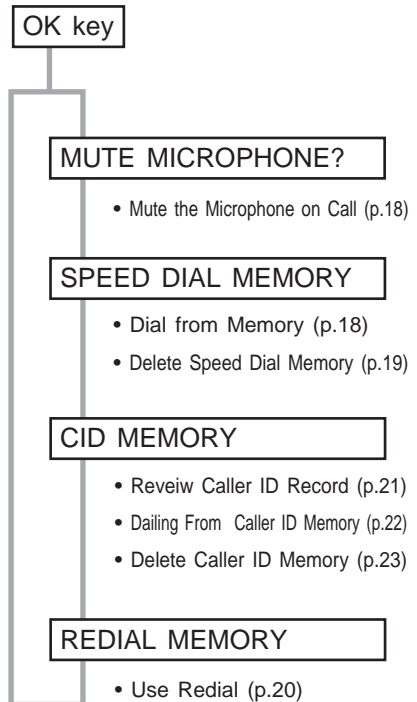 OK key
MUTE MICROPHONE?
• Mute the Microphone on Call (p.18)
SPEED DIAL MEMORY
• Dial from Memory (p.18)
• Delete Speed Dial Memory (p.19)
CID MEMORY
• Reveiw Caller ID Record (p.21)
• Dailing From Caller ID Memory (p.22)
• Delete Caller ID Memory (p.23)
REDIAL MEMORY
• Use Redial (p.20)